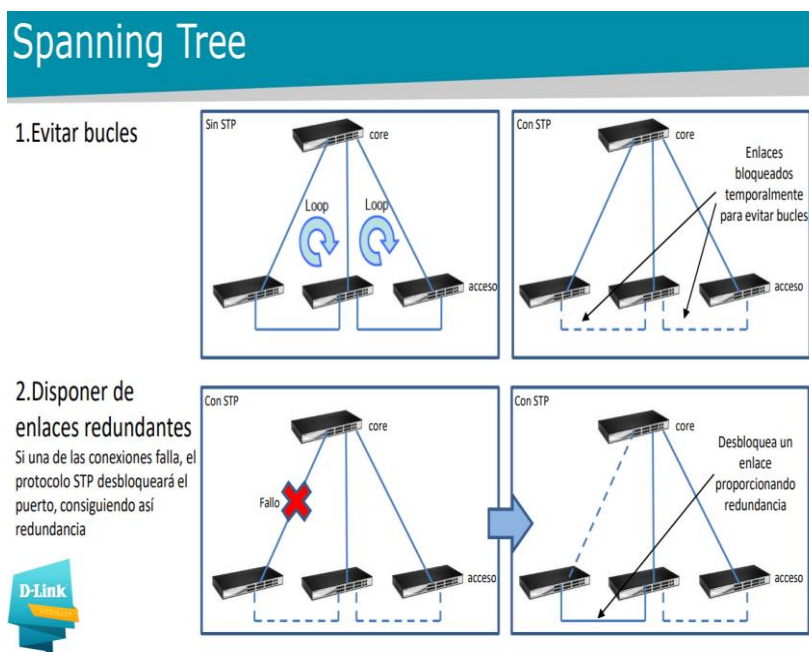 Spanning Tree
1.Evitar bucles
Sin STP
core
Loop
Loop
acceso
Con STP
core
Enlaces
bloqueados
temporalmente
para evitar bucles
acceso
2.Disponer de
enlaces redundantes
Si una de las conexiones falla, el
protocolo STP desbloqueará el
puerto, consiguiendo así
redundancia
Con STP
core
Fallo
acceso
Con STP
core
Desbloquea un
enlace
proporcionando
redundancia
acceso
D-Link